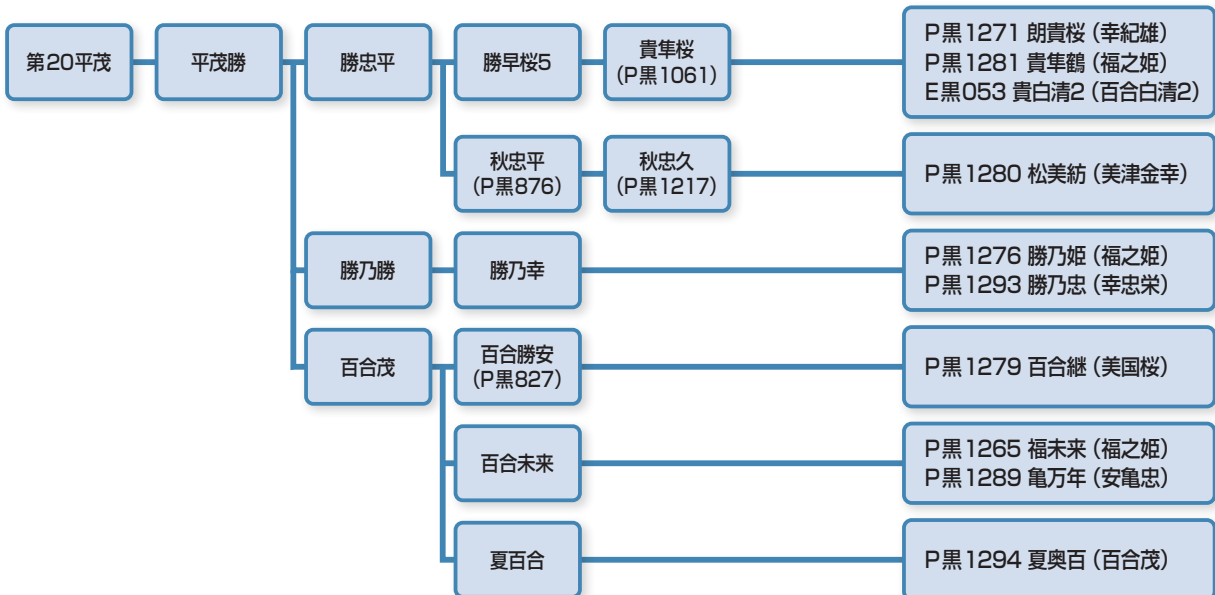 第20平茂
平茂勝
勝忠平
勝早桜5
貴隼桜
(P黒1061)
P黒1271 朗貴桜 (幸紀雄)
P黒1281 貴隼鶴 (福之姫)
E黒053 貴白清2 (百合白清2)
秋忠平
(P黒876)
秋忠久
(P黒1217)
P黒1280 松美紡 (美津金幸)
勝乃勝
勝乃幸
P黒1276 勝乃姫 (福之姫)
P黒1293 勝乃忠 (幸忠栄)
百合茂
百合勝安
(P黒827)
P黒1279 百合継 (美国桜)
百合未来
P黒1265 福未来 (福之姫)
P黒1289 亀万年 (安亀忠)
夏百合
P黒1294 夏奥百 (百合茂)